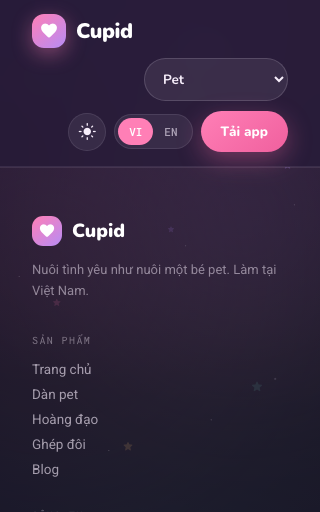 Cupid
Pet
VI EN Tải app
Cupid
Nuôi tình yêu như nuôi một bé pet. Làm tại
Việt Nam.
SẢN PHẨM
Trang chủ
Dàn pet
Hoàng đạo
Ghép đôi
Blog